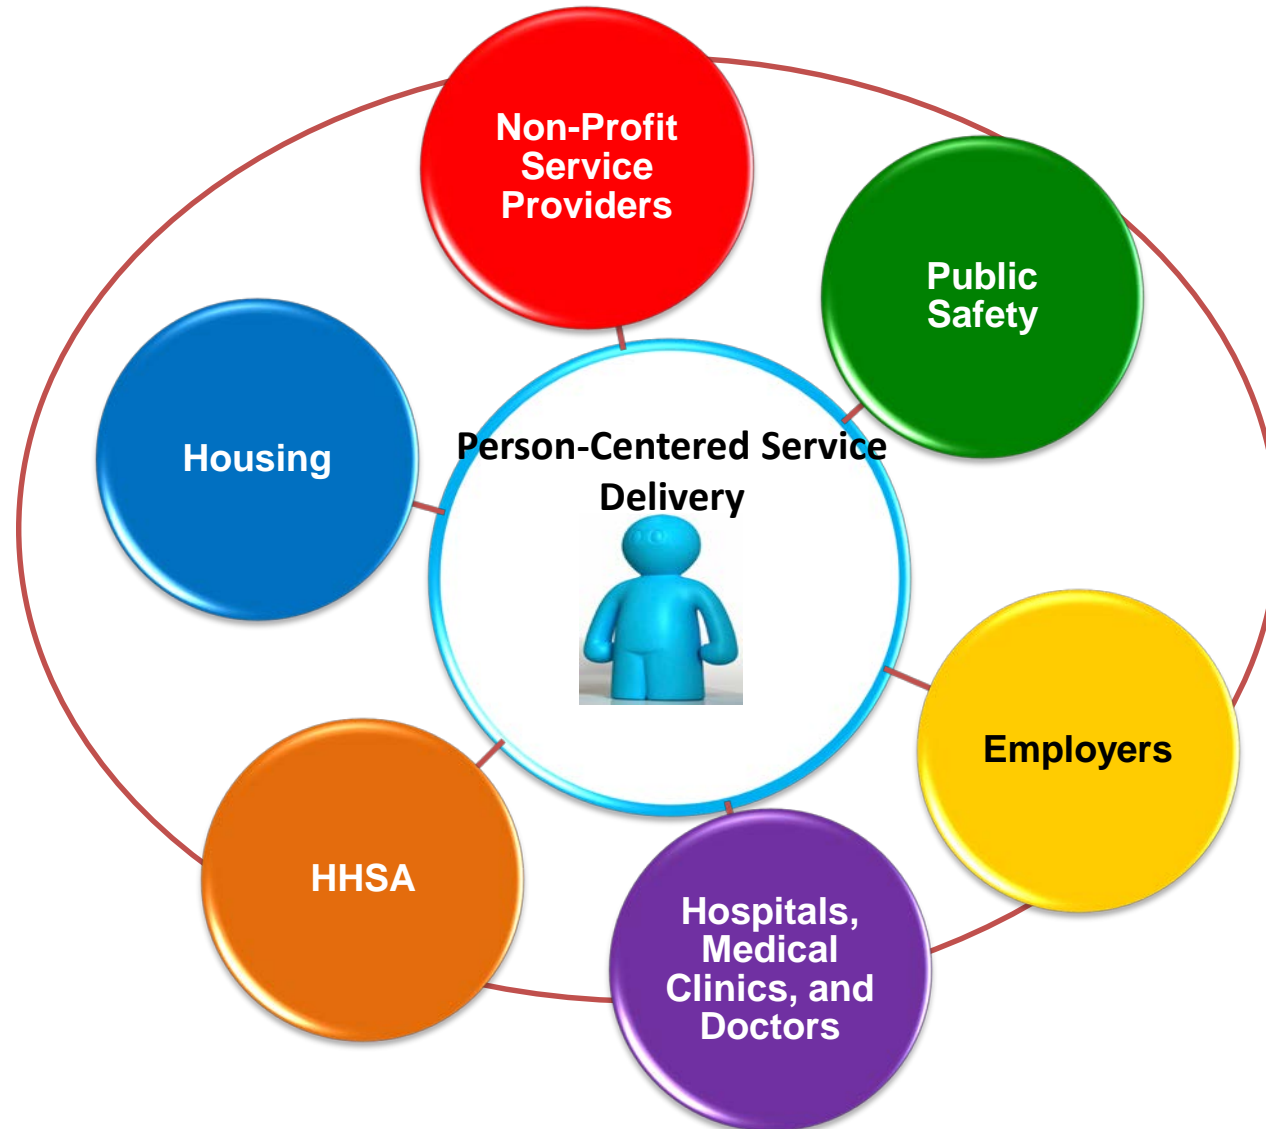 Non-Profit
Service
Providers
Public
Safety
Person-Centered Service
Delivery
Housing
Employers
HHSA
Hospitals,
Medical
Clinics, and
Doctors